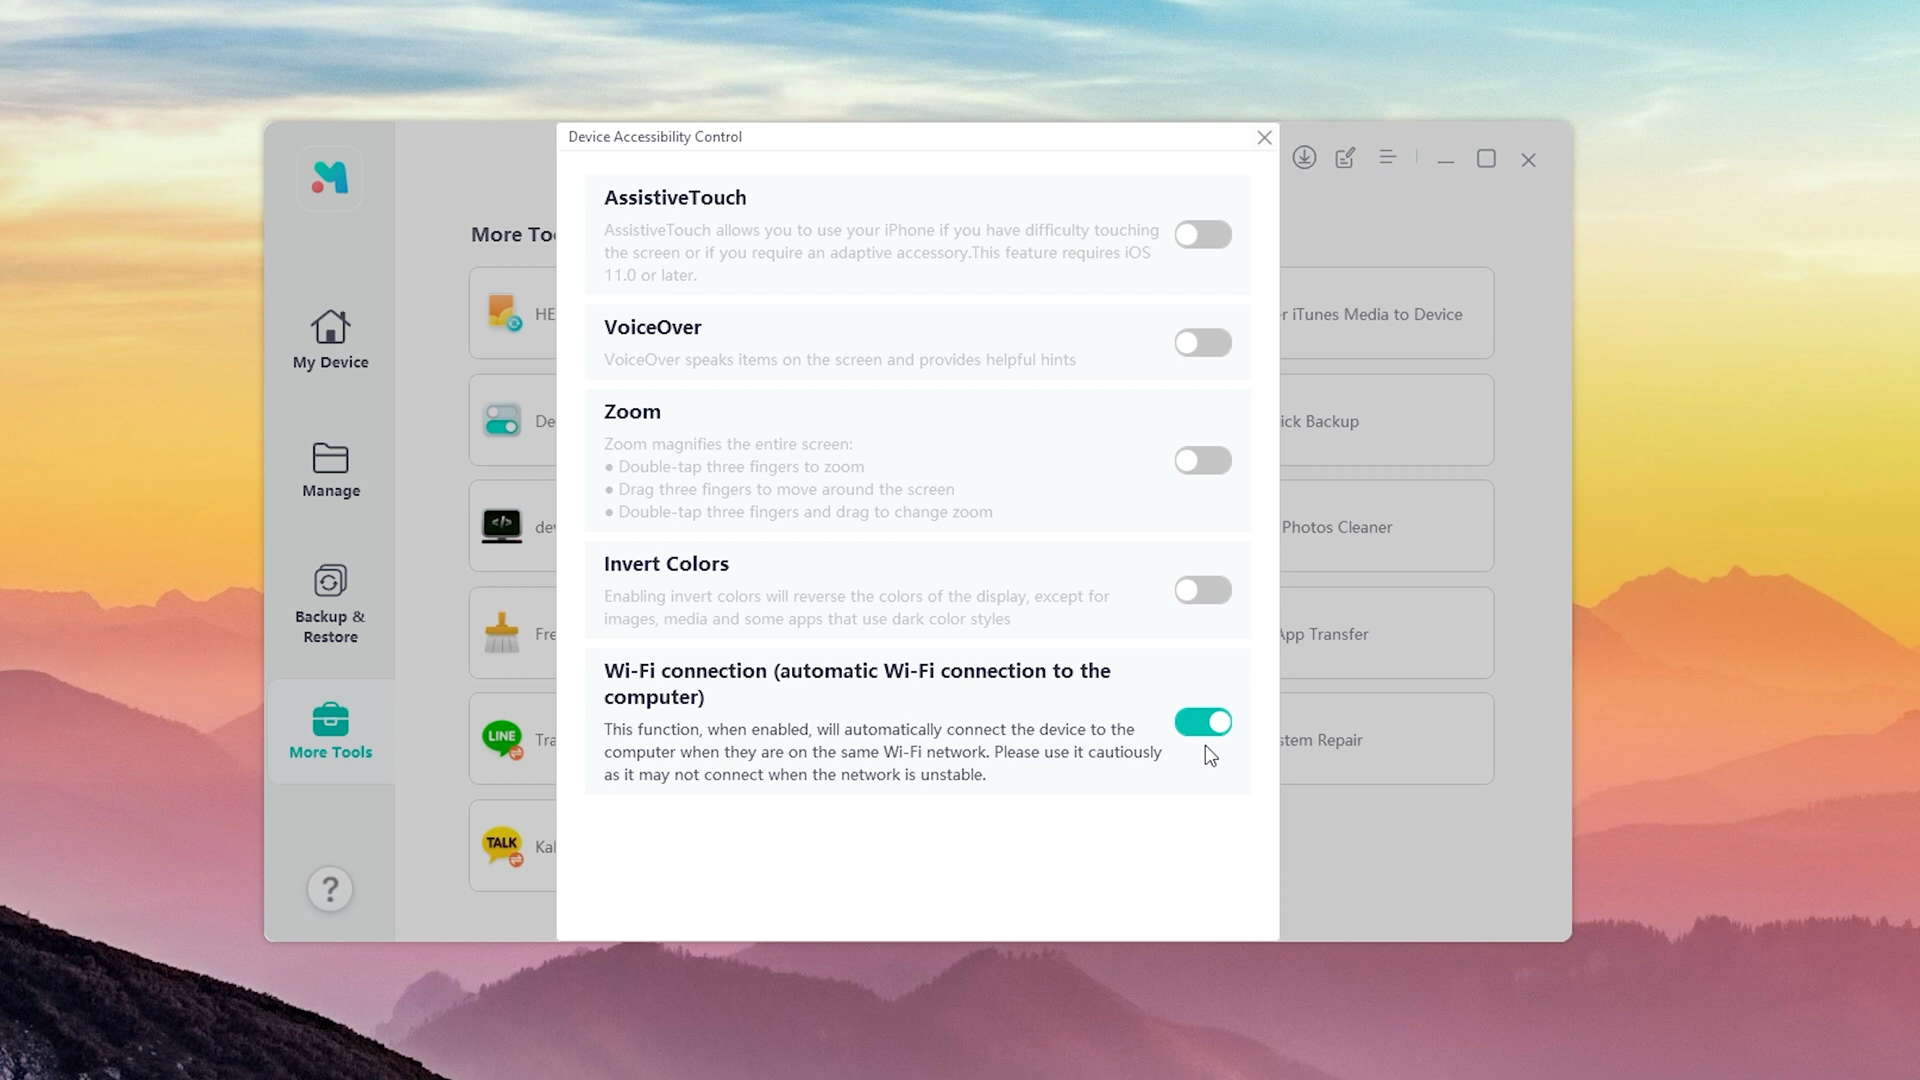 Device Accessibility Control
AssistiveTouch
AssistiveTouch allows you to use your iPhone if you have difficulty touching
the screen or if you require an adaptive accessory.This feature requires iOS
11.0 or later.
VoiceOver
VoiceOver speaks items on the screen and provides helpful hints
Zoom
Zoom magnifies the entire screen:
● Double-tap three fingers to zoom
● Drag three fingers to move around the screen
● Double-tap three fingers and drag to change zoom
Invert Colors
Enabling invert colors will reverse the colors of the display, except for
images, media and some apps that use dark color styles
Wi-Fi connection (automatic Wi-Fi connection to the
computer)
This function, when enabled, will automatically connect the device to the
computer when they are on the same Wi-Fi network. Please use it cautiously
as it may not connect when the network is unstable.
My Device
Manage
Backup &
Restore
More Tools
?
More To
HE
De
</>
dev
Fre
LINE
Tra
TALK
Ka
r iTunes Media to Device
ick Backup
Photos Cleaner
App Transfer
stem Repair